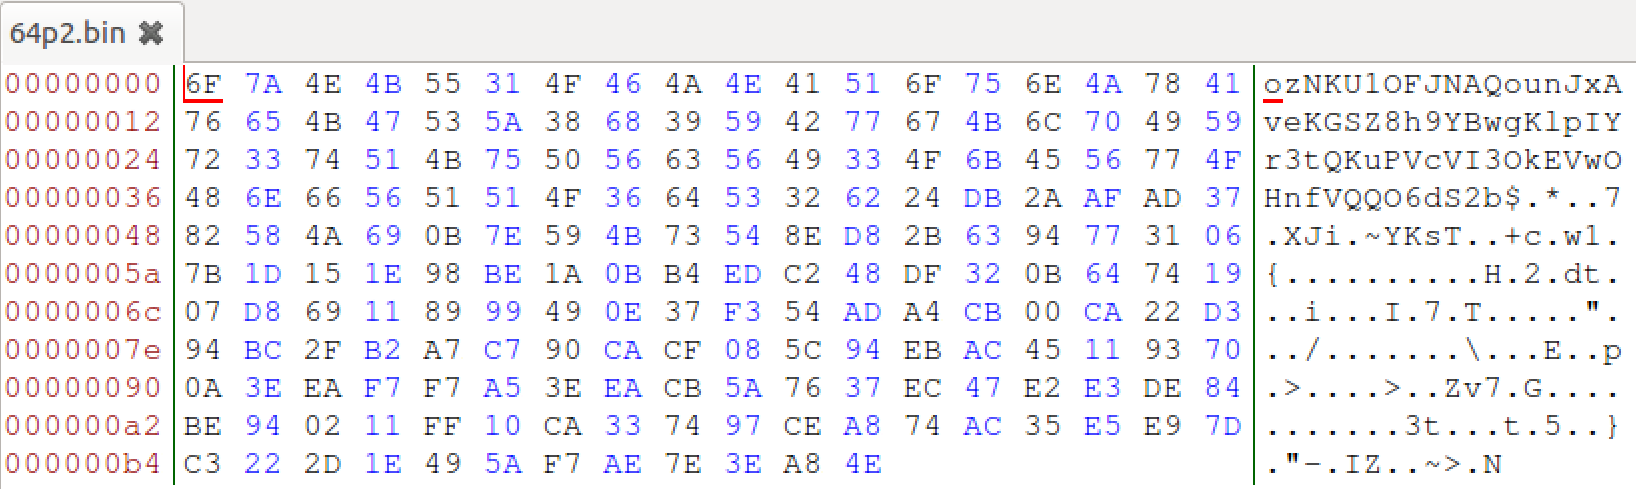 64p2.bin
00000000 6F 7A 4E 4B 55 31 4F 46 4A 4E 41 51 6F 75 6E 4A 78 41 ozNKU1OFJNAQounJxA
00000012 76 65 4B 47 53 5A 38 68 39 59 42 77 67 4B 6C 70 49 59 veKGSZ8h9YBwgKlpIY
00000024 72 33 74 51 4B 75 50 56 63 56 49 33 4F 6B 45 56 77 4F r3tQKuPVcVI3OkEVwO
00000036 48 6E 66 56 51 51 4F 36 64 53 32 62 24 DB 2A AF AD 37 HnfVQQO6dS2b$.*..7
00000048 82 58 4A 69 0B 7E 59 4B 73 54 8E D8 2B 63 94 77 31 06 .XJi.~YKsT..+c.w1.
0000005a 7B 1D 15 1E 98 BE 1A 0B B4 ED C2 48 DF 32 0B 64 74 19 {..........H.2.dt.
0000006c 07 D8 69 11 89 99 49 0E 37 F3 54 AD A4 CB 00 CA 22 D3 ..i...I.7.T.....".
0000007e 94 BC 2F B2 A7 C7 90 CA CF 08 5C 94 EB AC 45 11 93 70 ../.......\...E..p
00000090 0A 3E EA F7 F7 A5 3E EA CB 5A 76 37 EC 47 E2 E3 DE 84 .>....>..Zv7.G....
000000a2 BE 94 02 11 FF 10 CA 33 74 97 CE A8 74 AC 35 E5 E9 7D .......3t...t.5..}
000000b4 C3 22 2D 1E 49 5A F7 AE 7E 3E A8 4E ."-.IZ..~>.N